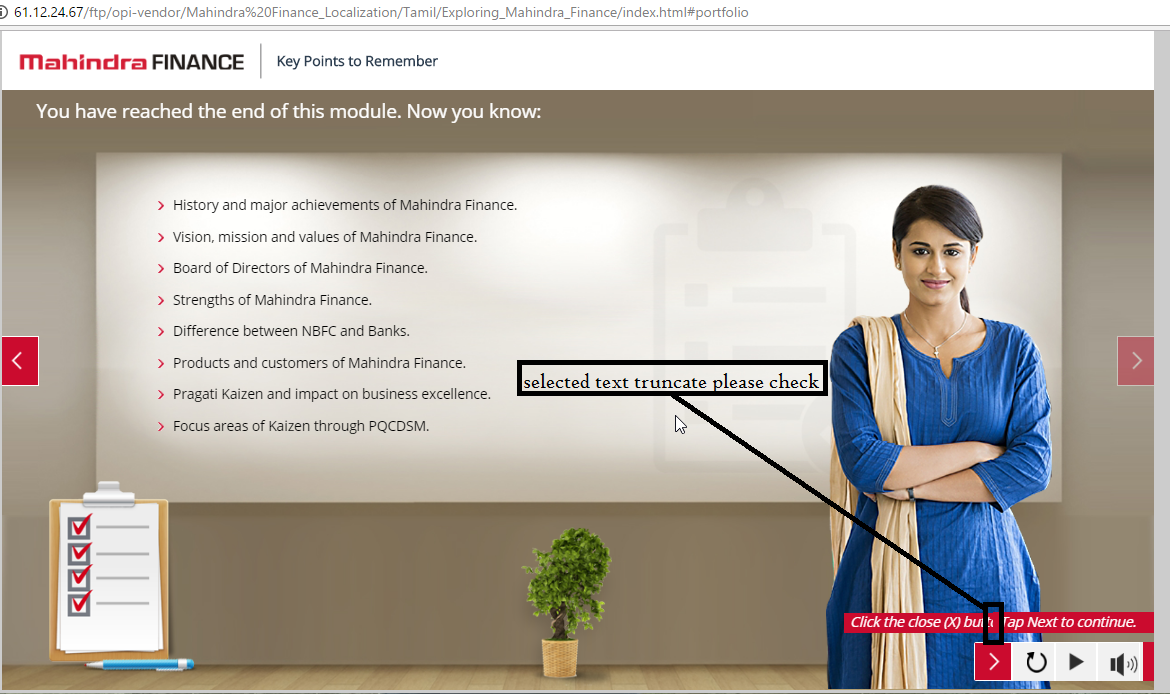 61.12.24.67/ftp/opi-vendor/Mahindra%20Finance_Localization/Tamil/Exploring_Mahindra_Finance/index.html#portfolio
Mahindra FINANCE
Key Points to Remember
You have reached the end of this module. Now you know:
History and major achievements of Mahindra Finance.
Vision, mission and values of Mahindra Finance.
Board of Directors of Mahindra Finance.
Strengths of Mahindra Finance.
Difference between NBFC and Banks.
Products and customers of Mahindra Finance.
Pragati Kaizen and impact on business excellence.
Focus areas of Kaizen through PQCDSM.
selected text truncate please check
Click the close (X) Tap Next to continue.